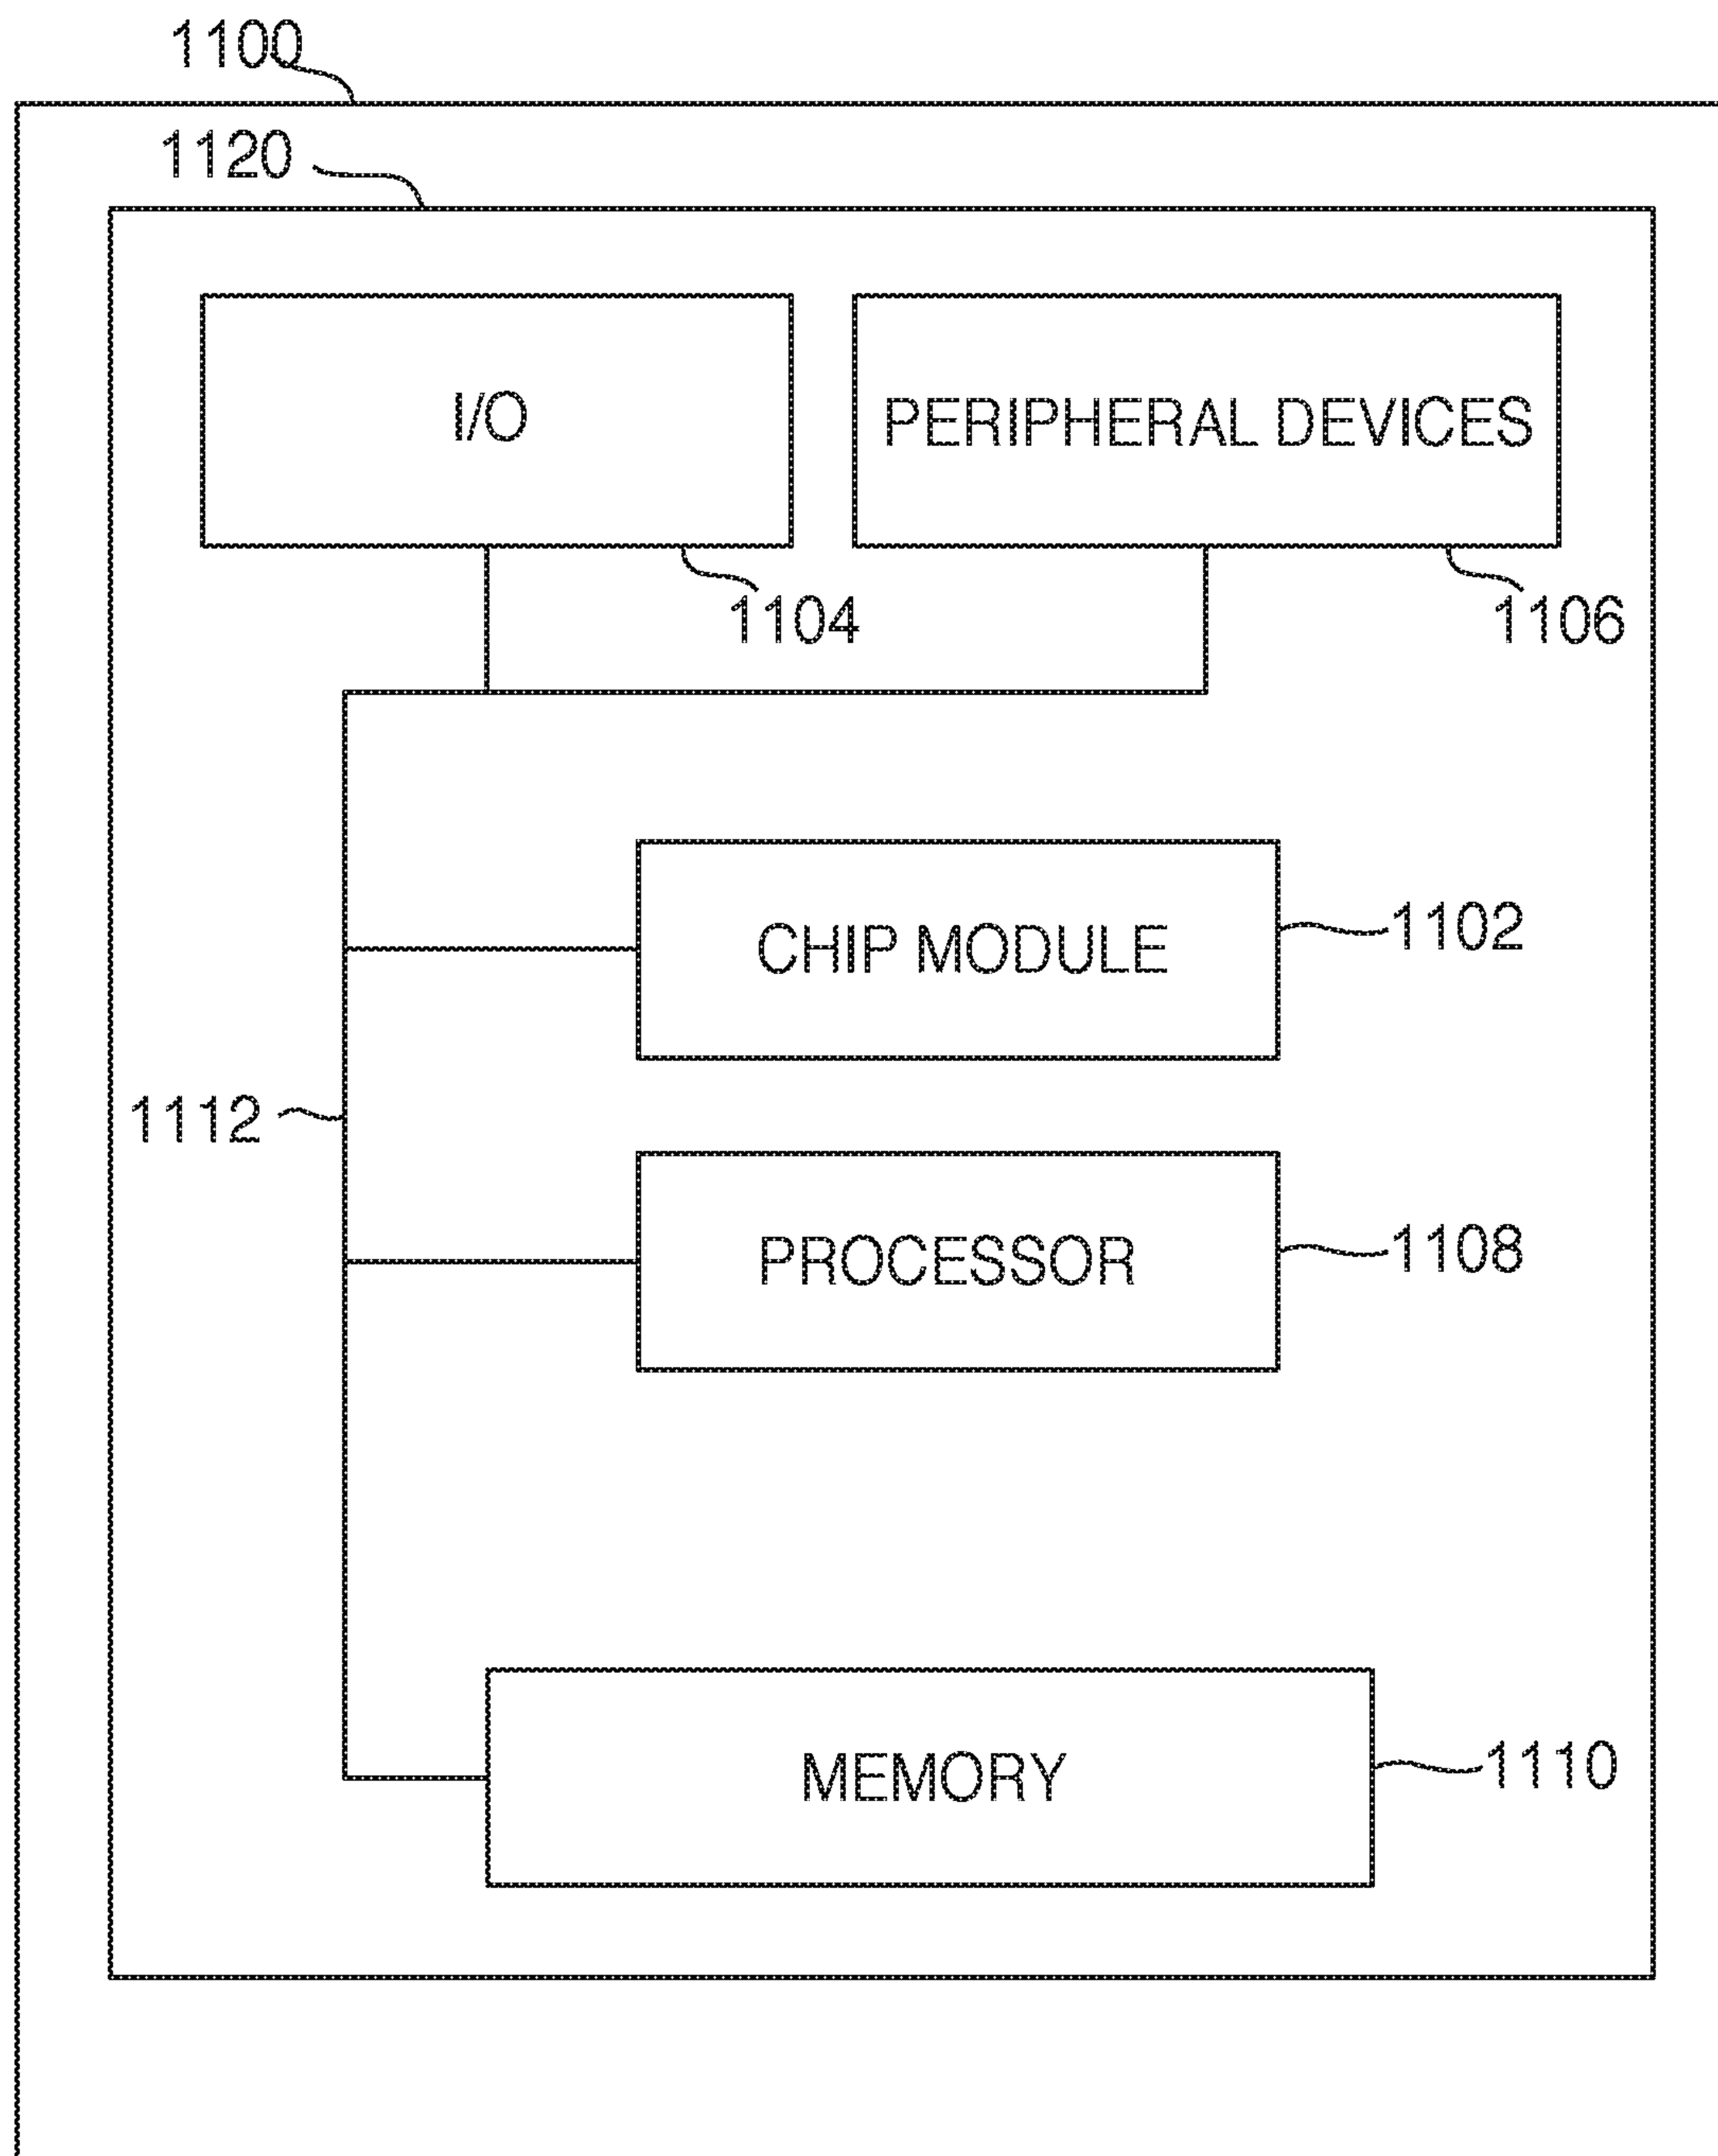 1100
1120
I/O
PERIPHERAL DEVICES
1104
1106
CHIP MODULE
1102
1112
PROCESSOR
1108
MEMORY
1110